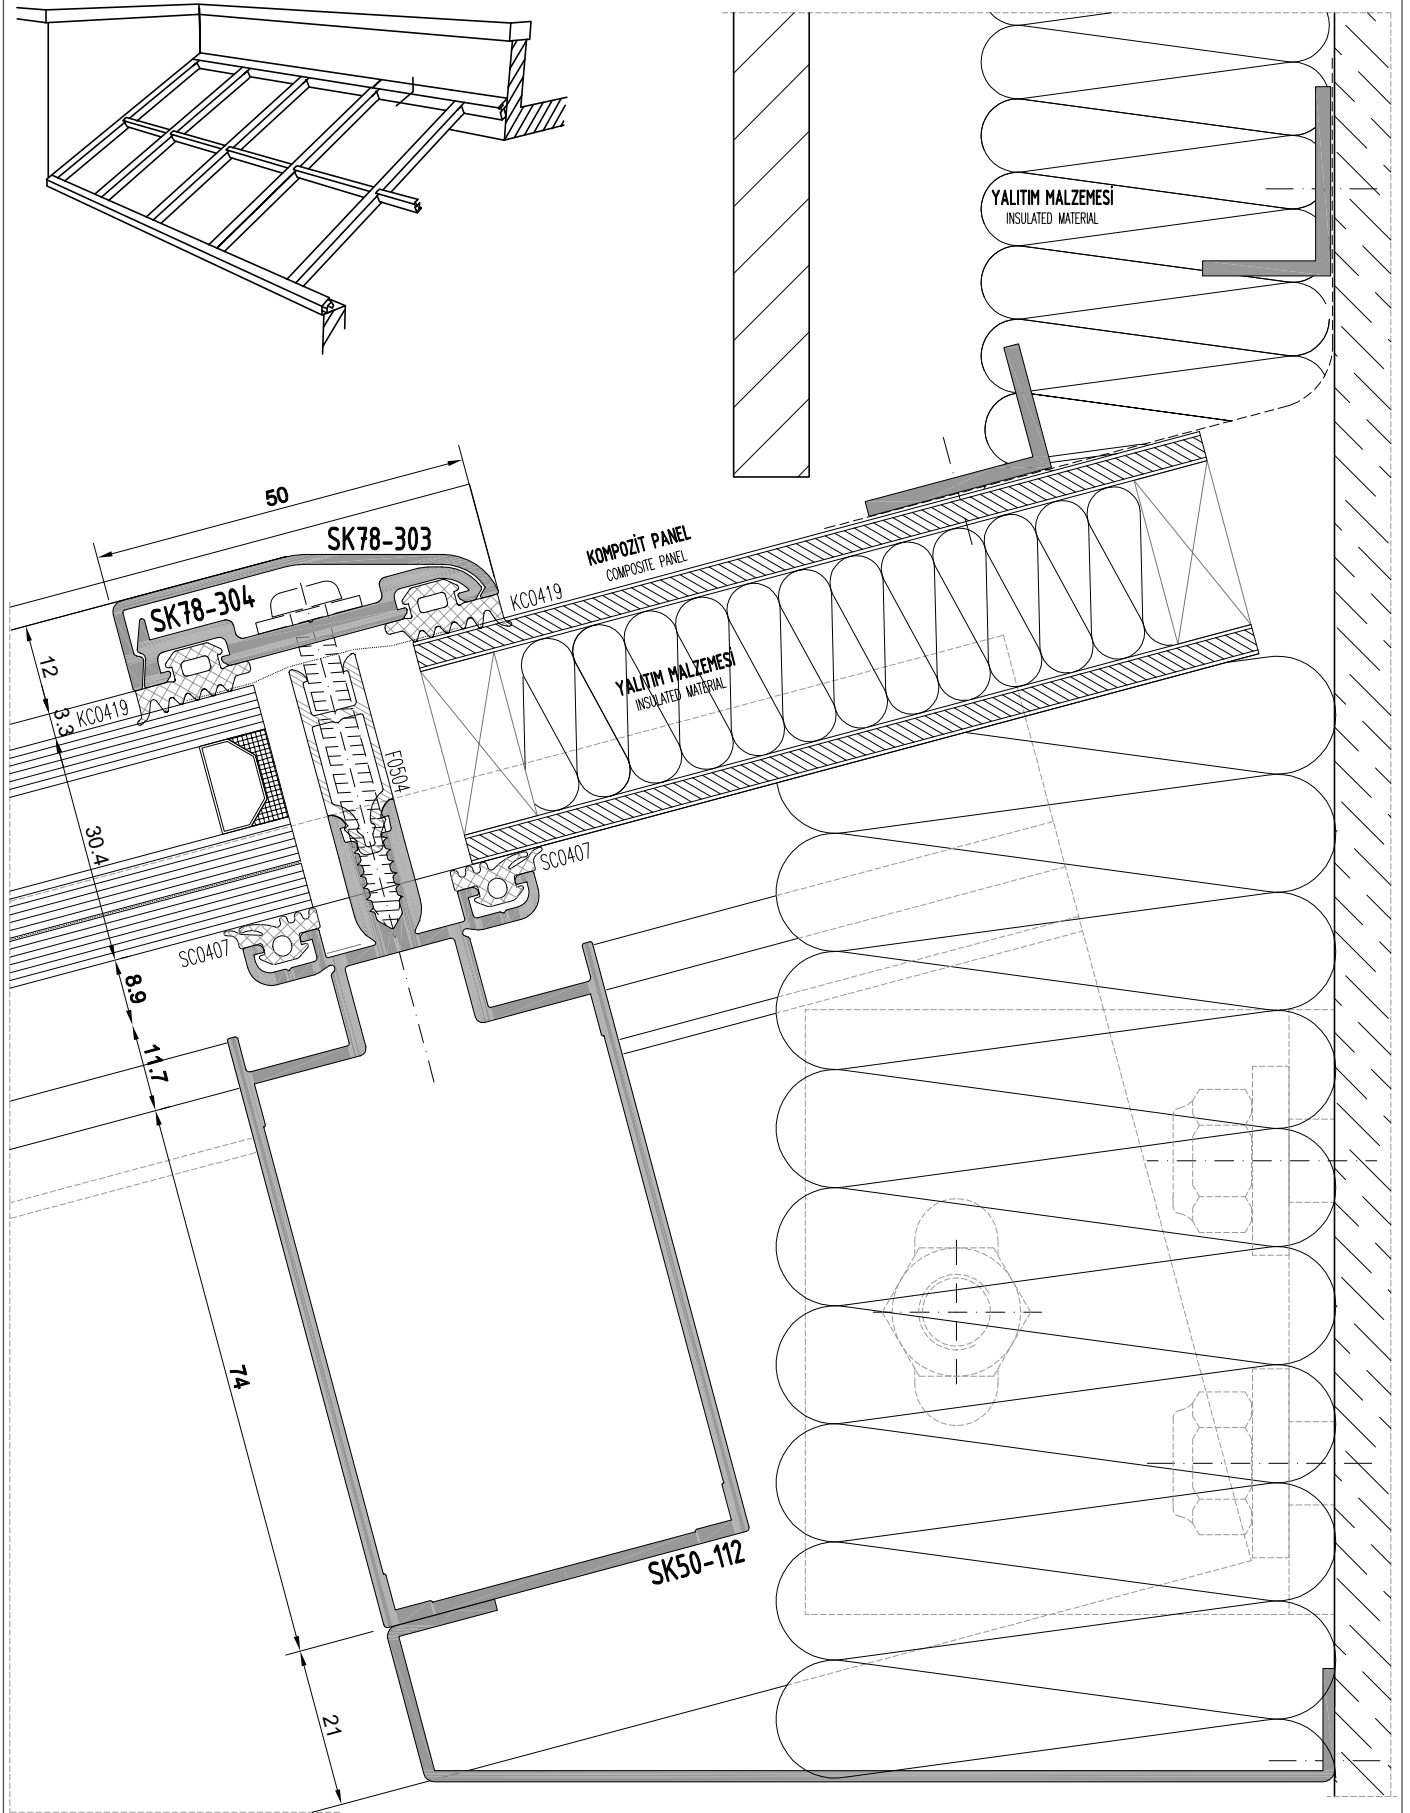 YALITIM MALZEMESİ
INSULATED MATERIAL
50
SK78-303
KOMPOZİT PANEL
COMPOSITE PANEL
SK78-304
KC0419
12
3.3
KC0419
YALITIM MALZEMESİ
INSULATED MATERIAL
F0504
30.4
SC0407
SC0407
8.9
11.7
74
SK50-112
21